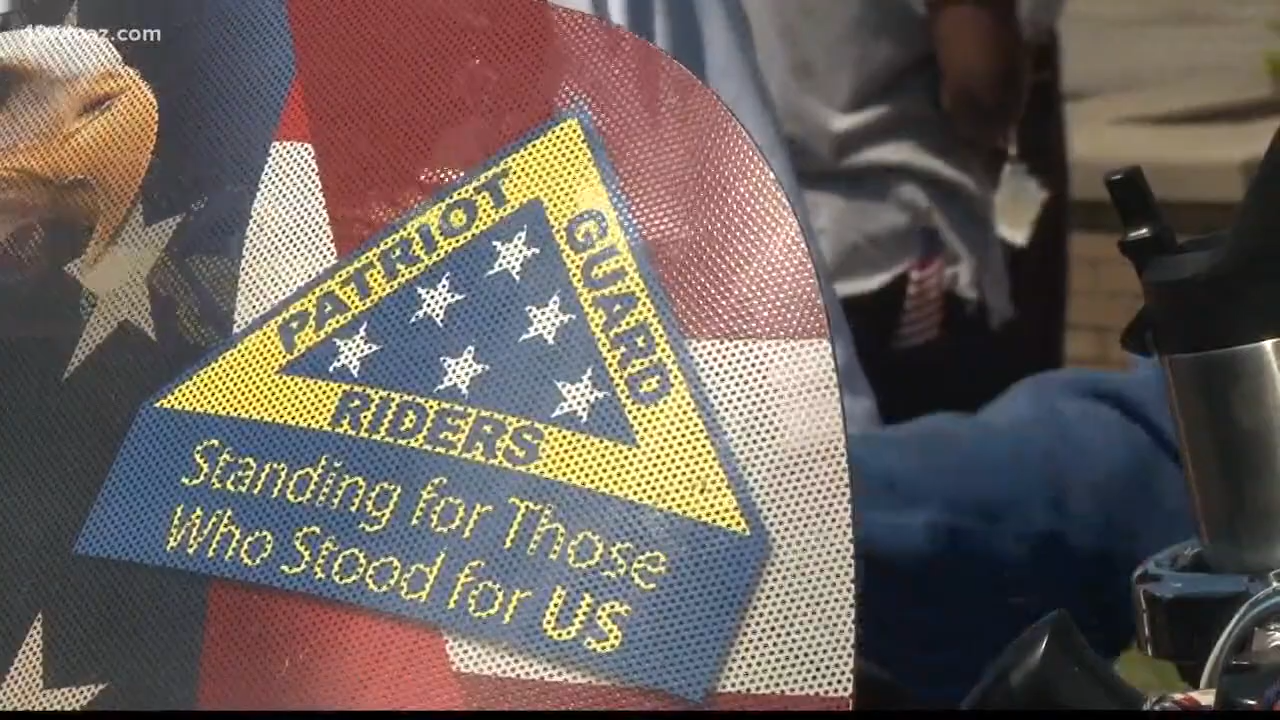 PATRIOT
GUARD
RIDERS
Standing for Those
Who Stood for US